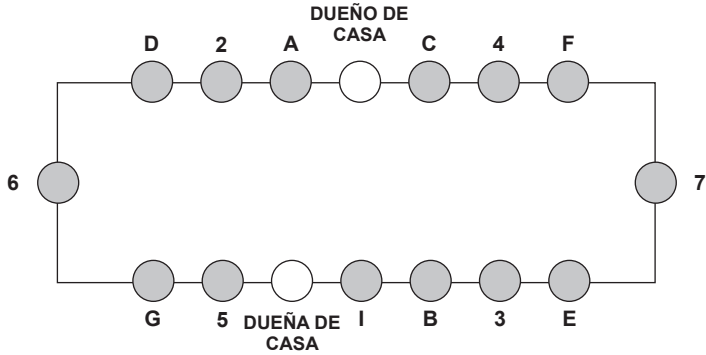 DUEÑO DE
CASA
D 2 A C 4 F
6 7
G 5 DUEÑA DE
CASA I B 3 E